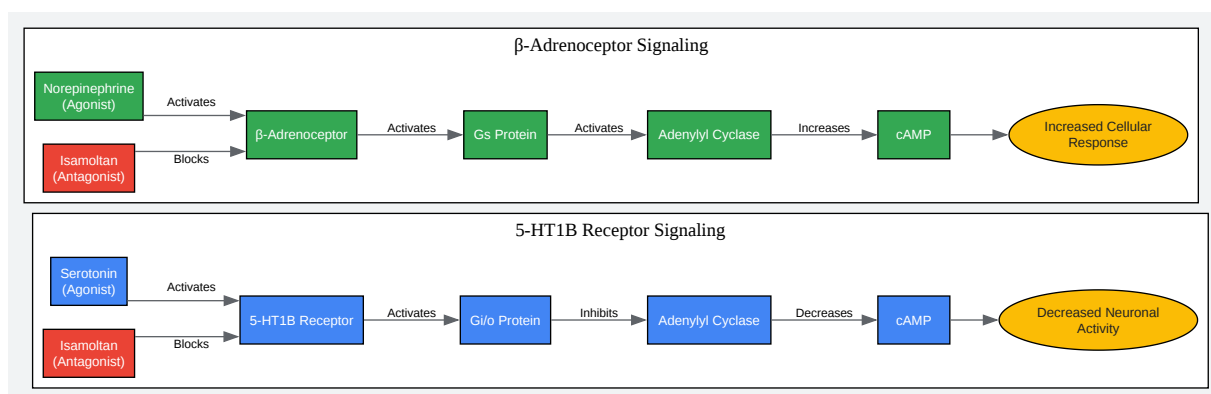 β-Adrenoceptor Signaling
Norepinephrine
(Agonist)
Activates
Isamoltan
(Antagonist)
Blocks
β-Adrenoceptor
Activates
Gs Protein
Activates
Adenylyl Cyclase
Increases
cAMP
Increased Cellular
Response
5-HT1B Receptor Signaling
Serotonin
(Agonist)
Activates
Isamoltan
(Antagonist)
Blocks
5-HT1B Receptor
Activates
Gi/o Protein
Inhibits
Adenylyl Cyclase
Decreases
cAMP
Decreased Neuronal
Activity